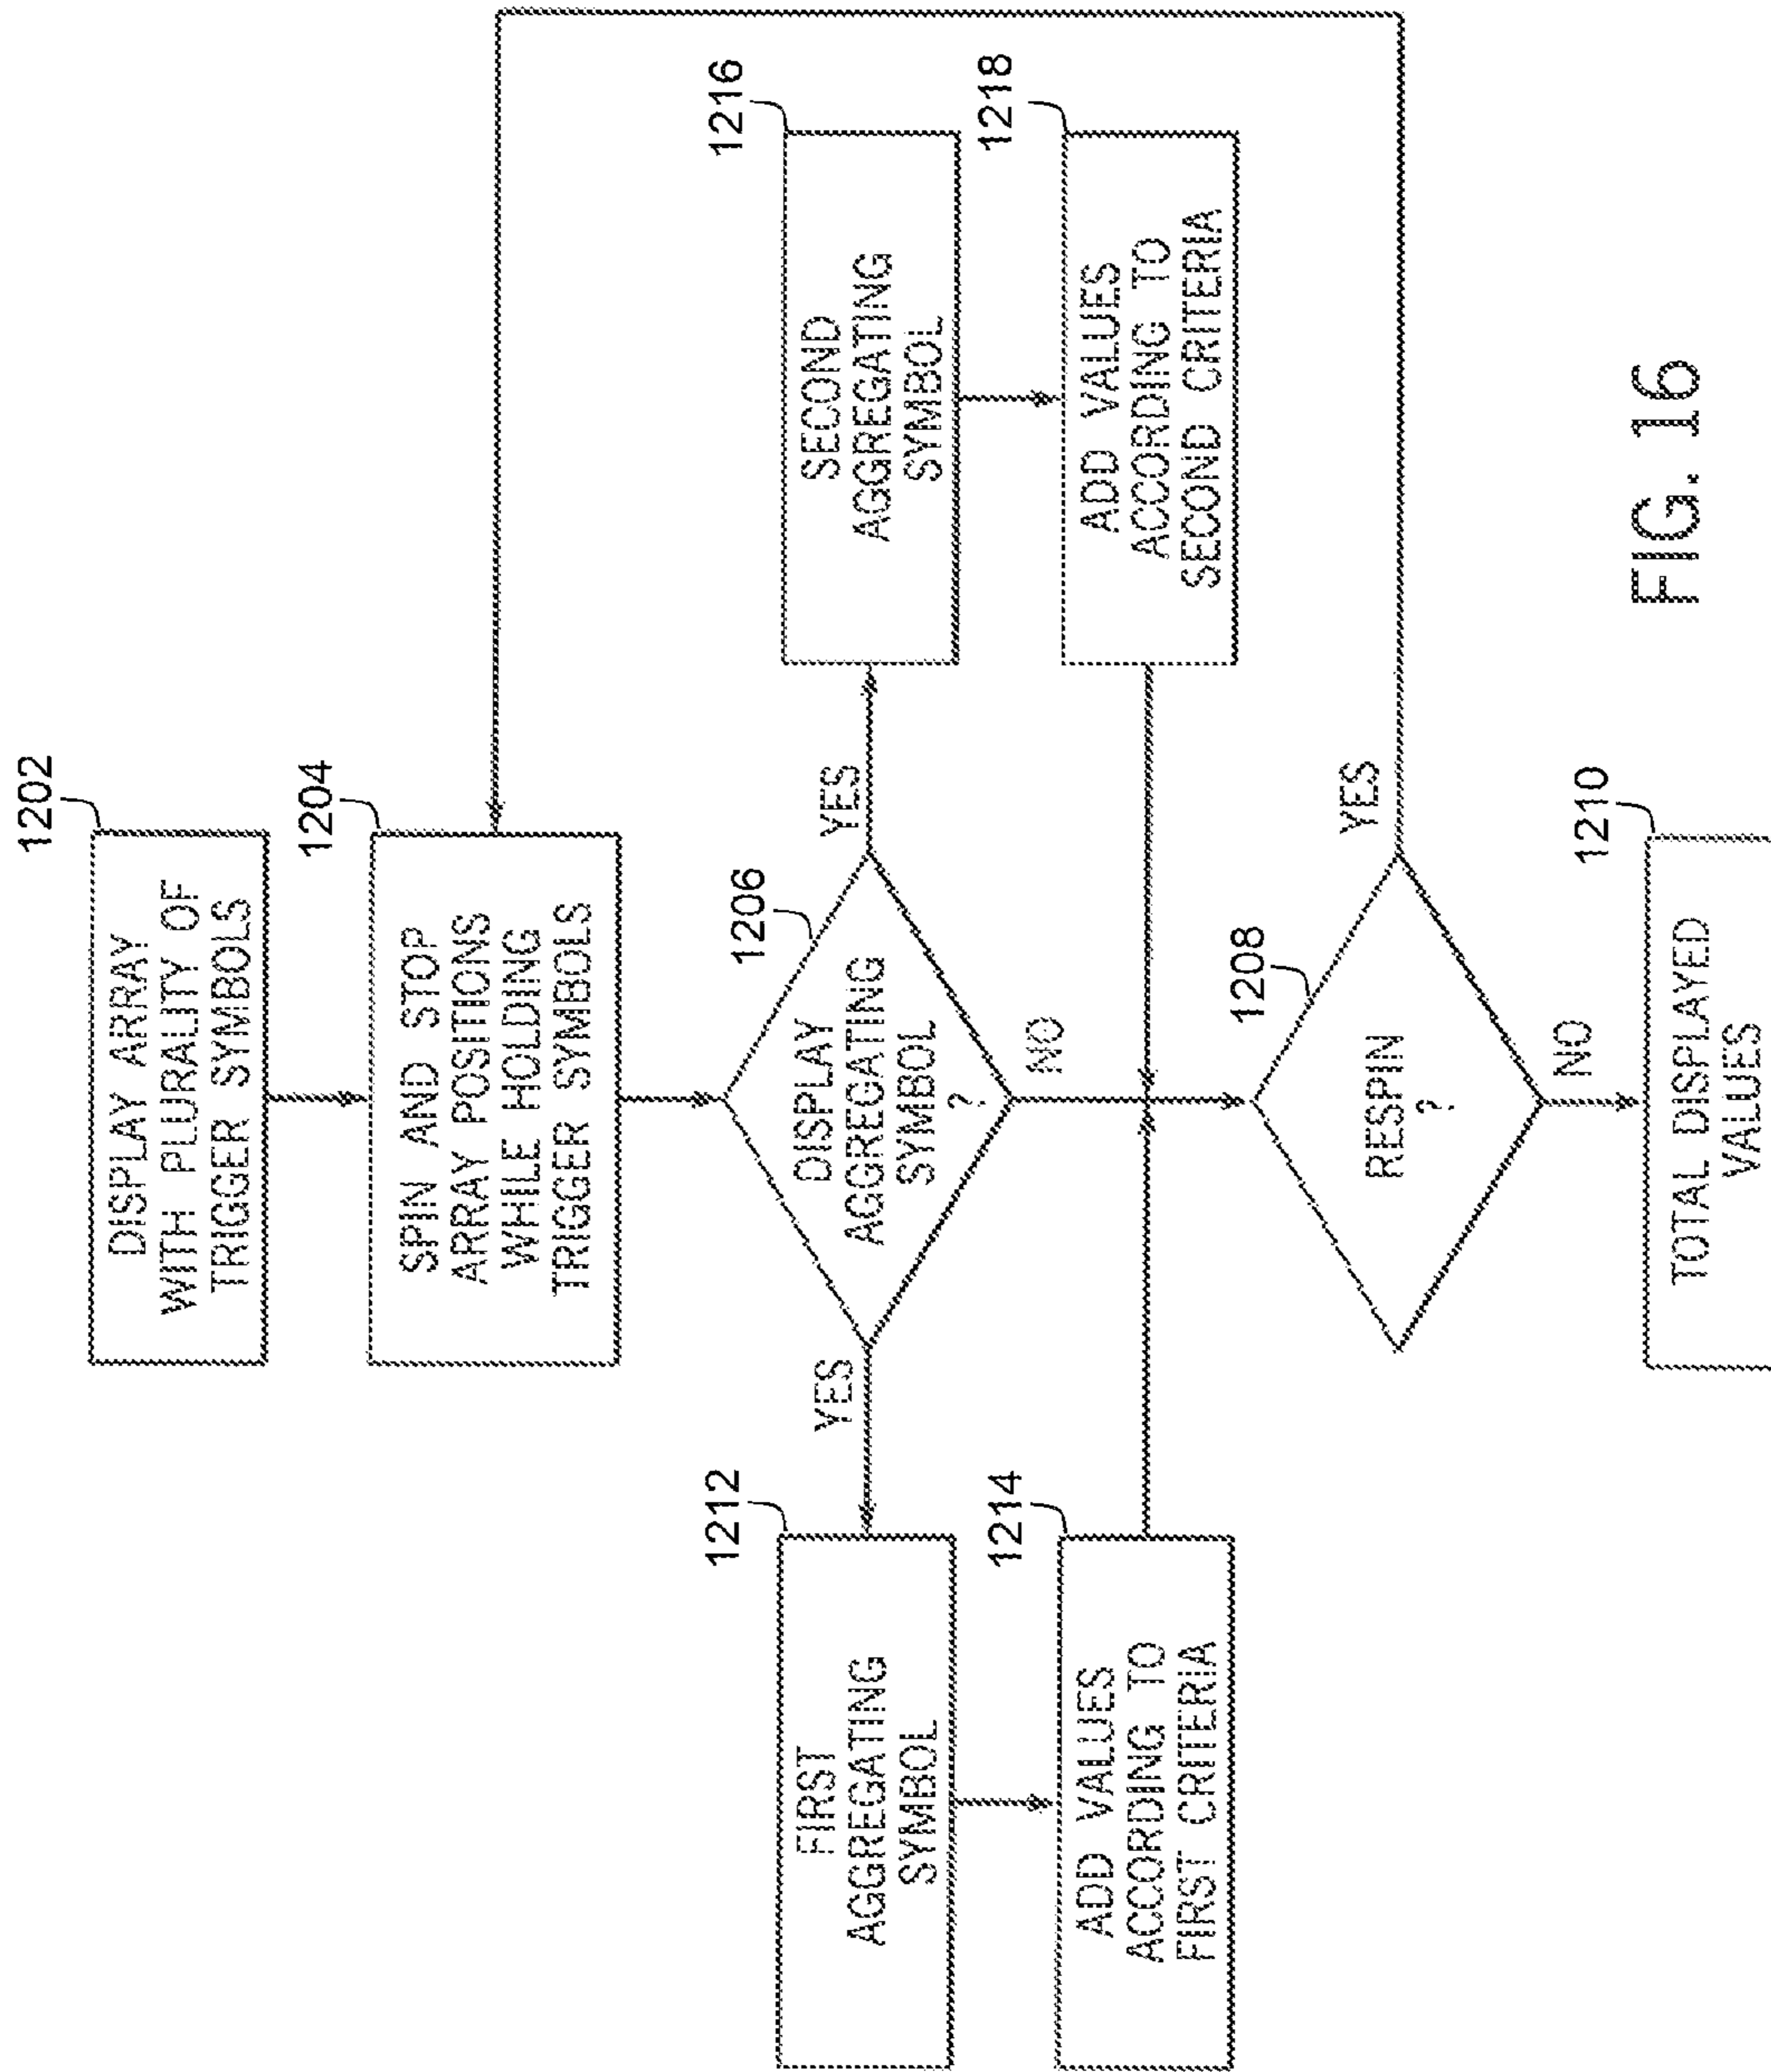 1202
DISPLAY ARRAY
WITH PLURALITY OF
TRIGGER SYMBOLS
1204
SPIN AND STOP
ARRAY POSITIONS
WHILE HOLDING
TRIGGER SYMBOLS
1206
DISPLAY
AGGREGATING
SYMBOL
?
YES
YES
NO
1212
FIRST
AGGREGATING
SYMBOL
1216
SECOND
AGGREGATING
SYMBOL
1214
ADD VALUES
ACCORDING TO
FIRST CRITERIA
1218
ADD VALUES
ACCORDING TO
SECOND CRITERIA
1208
RESPIN
?
YES
NO
1210
TOTAL DISPLAYED
VALUES
FIG. 16